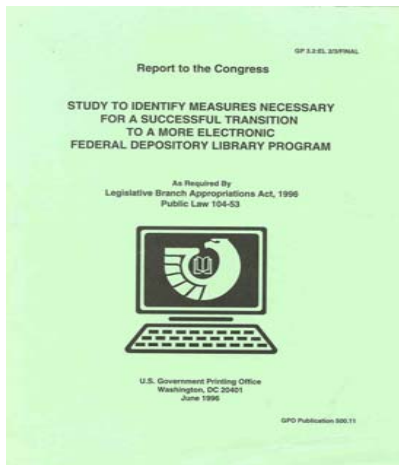 GP 3.2:EL 2/3/FINAL
Report to the Congress
STUDY TO IDENTIFY MEASURES NECESSARY
FOR A SUCCESSFUL TRANSITION
TO A MORE ELECTRONIC
FEDERAL DEPOSITORY LIBRARY PROGRAM
As Required By
Legislative Branch Appropriations Act, 1996
Public Law 104-53
U.S. Government Printing Office
Washington, DC 20401
June 1996
GPO Publication 500.11